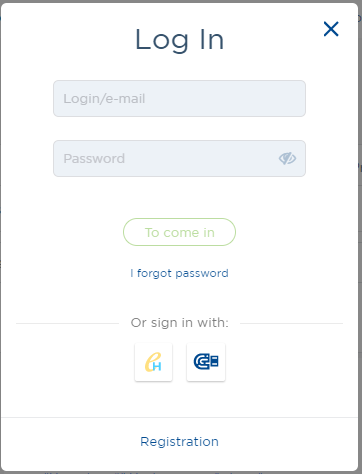 Log In
Login/e-mail
Password
To come in
I forgot password
Or sign in with:
Registration